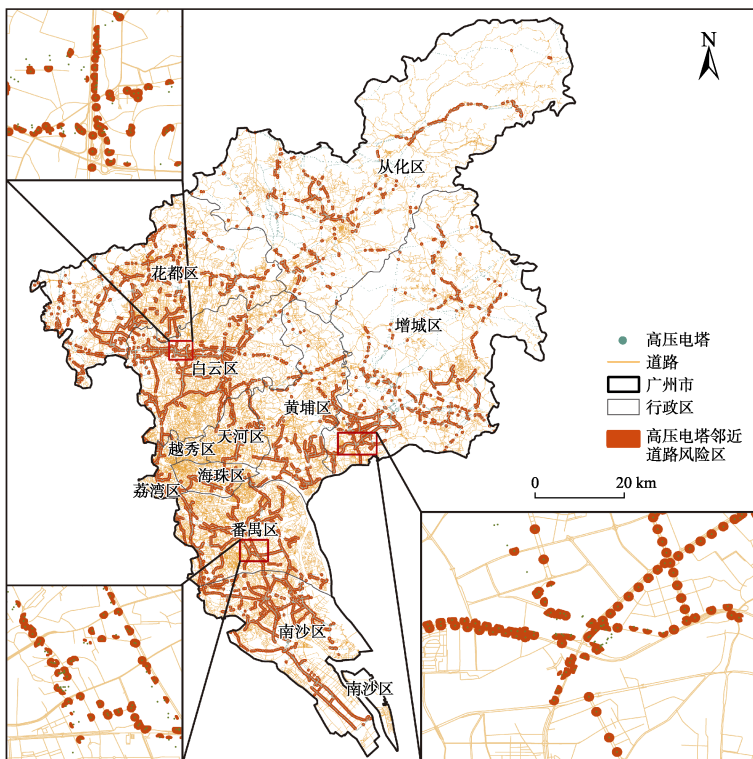 N
从化区
花都区
增城区
白云区
黄埔区
天河区
越秀区
海珠区
荔湾区
番禺区
南沙区
南沙区
高压电塔
道路
广州市
行政区
高压电塔邻近
道路风险区
0 20 km